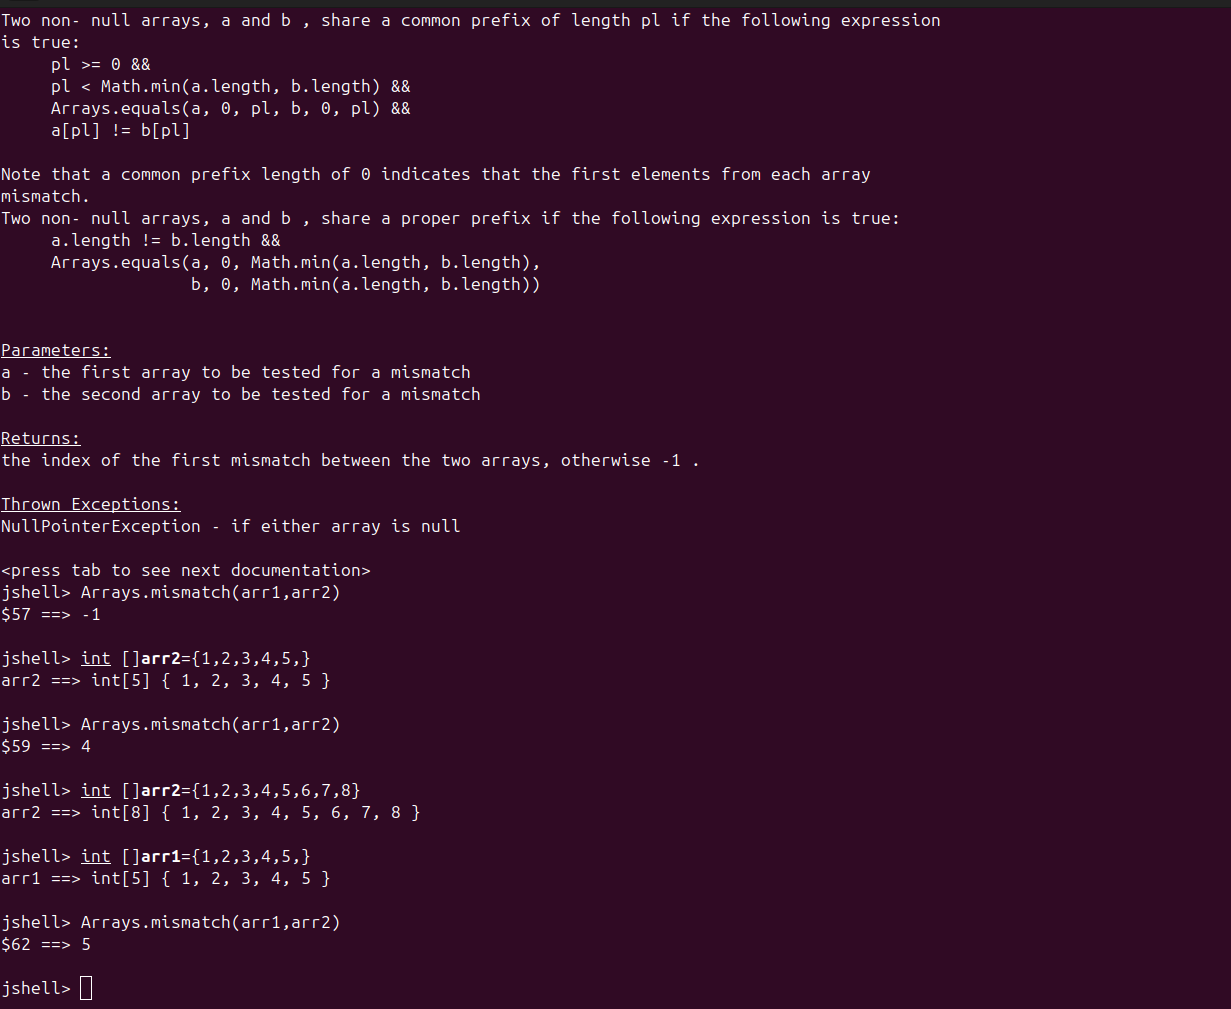 Two non- null arrays, a and b , share a common prefix of length pl if the following expression
is true:
     pl >= 0 &&
     pl < Math.min(a.length, b.length) &&
     Arrays.equals(a, 0, pl, b, 0, pl) &&
     a[pl] != b[pl]

Note that a common prefix length of 0 indicates that the first elements from each array
mismatch.
Two non- null arrays, a and b , share a proper prefix if the following expression is true:
     a.length != b.length &&
     Arrays.equals(a, 0, Math.min(a.length, b.length),
                   b, 0, Math.min(a.length, b.length))

Parameters:
a - the first array to be tested for a mismatch
b - the second array to be tested for a mismatch

Returns:
the index of the first mismatch between the two arrays, otherwise -1 .

Thrown Exceptions:
NullPointerException - if either array is null

<press tab to see next documentation>
jshell> Arrays.mismatch(arr1,arr2)
$57 ==> -1

jshell> int []arr2={1,2,3,4,5,}
arr2 ==> int[5] { 1, 2, 3, 4, 5 }

jshell> Arrays.mismatch(arr1,arr2)
$59 ==> 4

jshell> int []arr2={1,2,3,4,5,6,7,8}
arr2 ==> int[8] { 1, 2, 3, 4, 5, 6, 7, 8 }

jshell> int []arr1={1,2,3,4,5,}
arr1 ==> int[5] { 1, 2, 3, 4, 5 }

jshell> Arrays.mismatch(arr1,arr2)
$62 ==> 5

jshell>